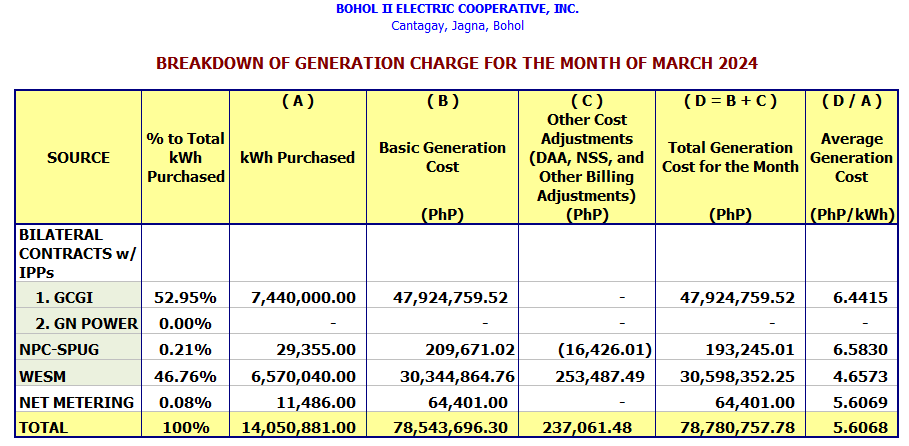 BOHOL II ELECTRIC COOPERATIVE, INC.
Cantagay, Jagna, Bohol
BREAKDOWN OF GENERATION CHARGE FOR THE MONTH OF MARCH 2024
SOURCE
% to Total
kWh
Purchased
( A )
kWh Purchased
( B )
Basic Generation
Cost
(PhP)
( C )
Other Cost
Adjustments
(DAA, NSS, and
Other Billing
Adjustments)
(PhP)
( D = B + C )
Total Generation
Cost for the Month
(PhP)
( D / A )
Average
Generation
Cost
(PhP/kWh)
BILATERAL
CONTRACTS w/
IPPs
1. GCGI 52.95% 7,440,000.00 47,924,759.52 - 47,924,759.52 6.4415
2. GN POWER 0.00% - - - - -
NPC-SPUG 0.21% 29,355.00 209,671.02 (16,426.01) 193,245.01 6.5830
WESM 46.76% 6,570,040.00 30,344,864.76 253,487.49 30,598,352.25 4.6573
NET METERING 0.08% 11,486.00 64,401.00 - 64,401.00 5.6069
TOTAL 100% 14,050,881.00 78,543,696.30 237,061.48 78,780,757.78 5.6068